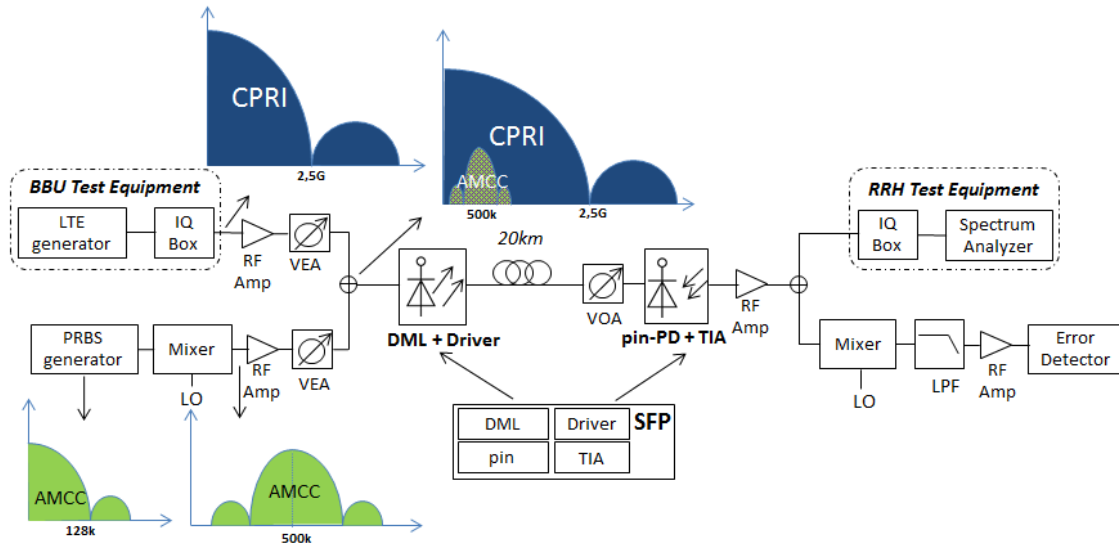 CPRI
2,5G
CPRI
AMCC
500k
2,5G
BBU Test Equipment
LTE
generator
IQ
Box
RF
Amp
VEA
20km
RRH Test Equipment
IQ
Box
Spectrum
Analyzer
DML + Driver
VOA
pin-PD + TIA
RF
Amp
PRBS
generator
Mixer
LO
RF
Amp
VEA
Mixer
LO
LPF
RF
Amp
Error
Detector
DML
Driver
SFP
pin
TIA
AMCC
128k
AMCC
500k